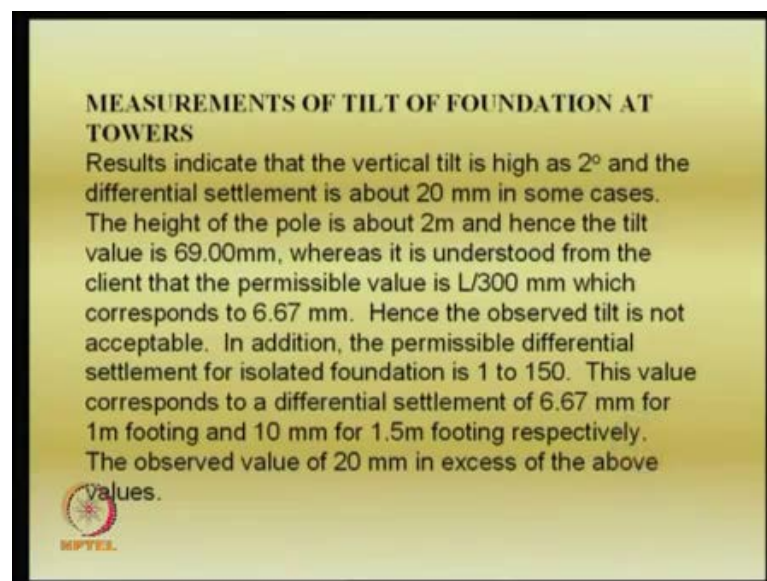 MEASUREMENTS OF TILT OF FOUNDATION AT
TOWERS
Results indicate that the vertical tilt is high as 2º and the
differential settlement is about 20 mm in some cases.
The height of the pole is about 2m and hence the tilt
value is 69.00mm, whereas it is understood from the
client that the permissible value is L/300 mm which
corresponds to 6.67 mm. Hence the observed tilt is not
acceptable. In addition, the permissible differential
settlement for isolated foundation is 1 to 150. This value
corresponds to a differential settlement of 6.67 mm for
1m footing and 10 mm for 1.5m footing respectively.
The observed value of 20 mm in excess of the above
values.
NPTEL